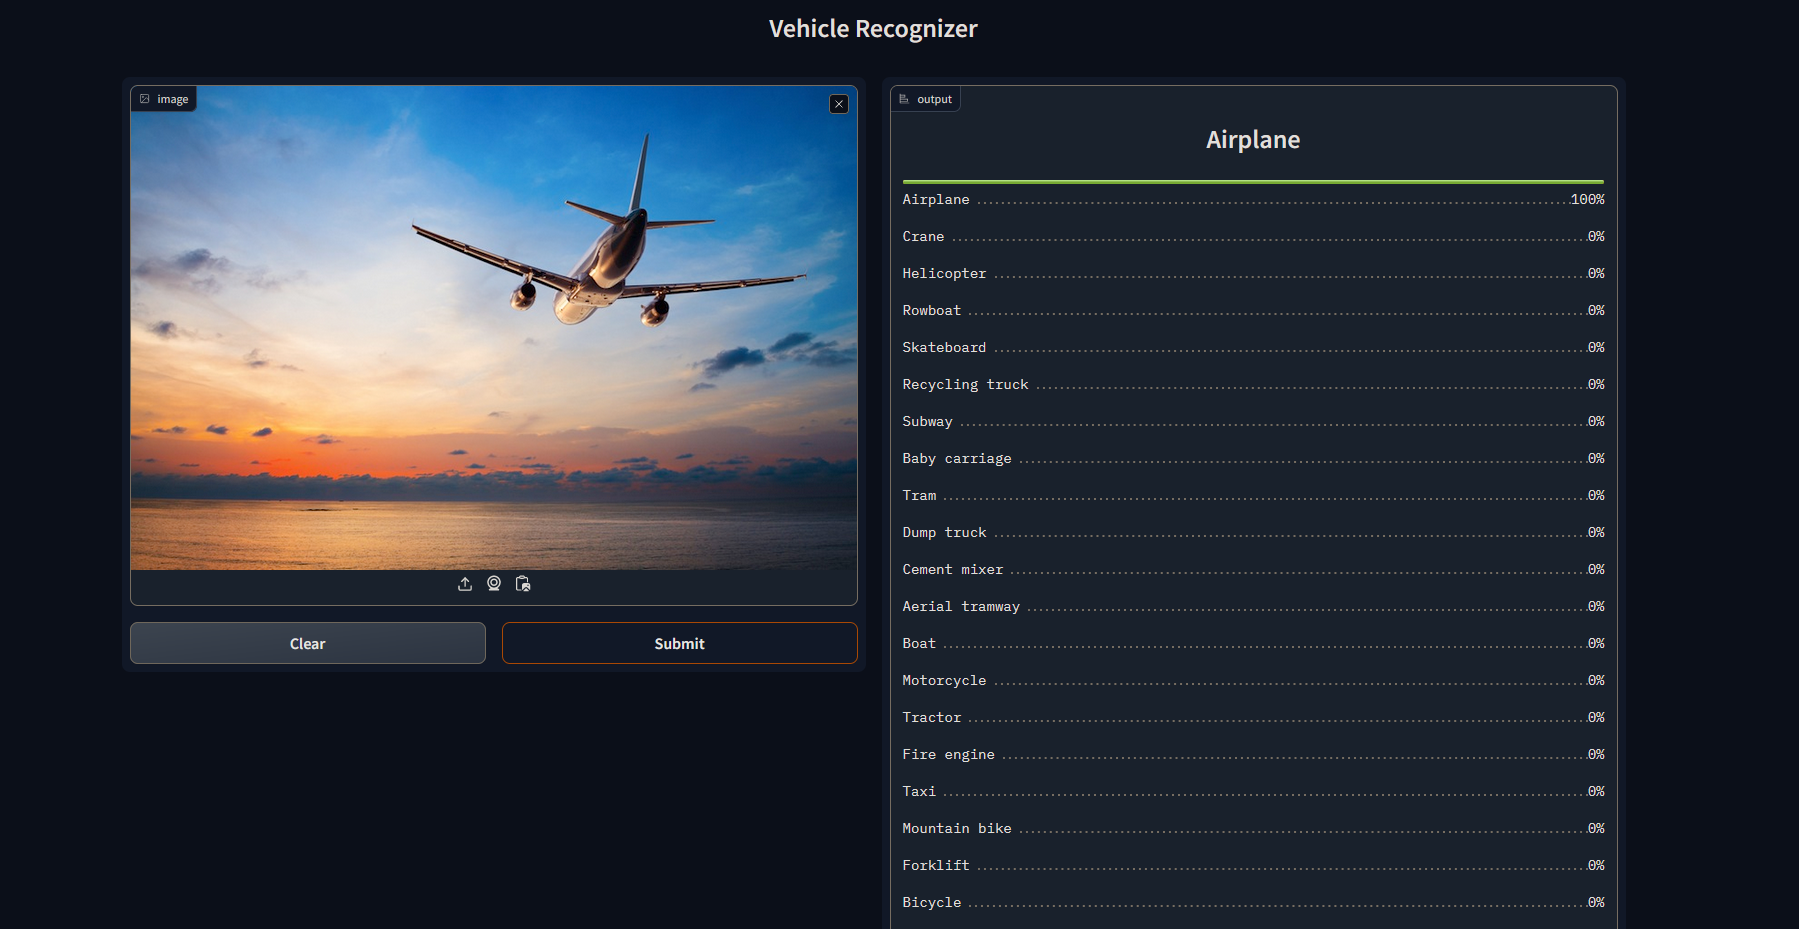 Vehicle Recognizer
image
Clear
Submit
output
Airplane
Airplane 100%
Crane 0%
Helicopter 0%
Rowboat 0%
Skateboard 0%
Recycling truck 0%
Subway 0%
Baby carriage 0%
Tram 0%
Dump truck 0%
Cement mixer 0%
Aerial tramway 0%
Boat 0%
Motorcycle 0%
Tractor 0%
Fire engine 0%
Taxi 0%
Mountain bike 0%
Forklift 0%
Bicycle 0%